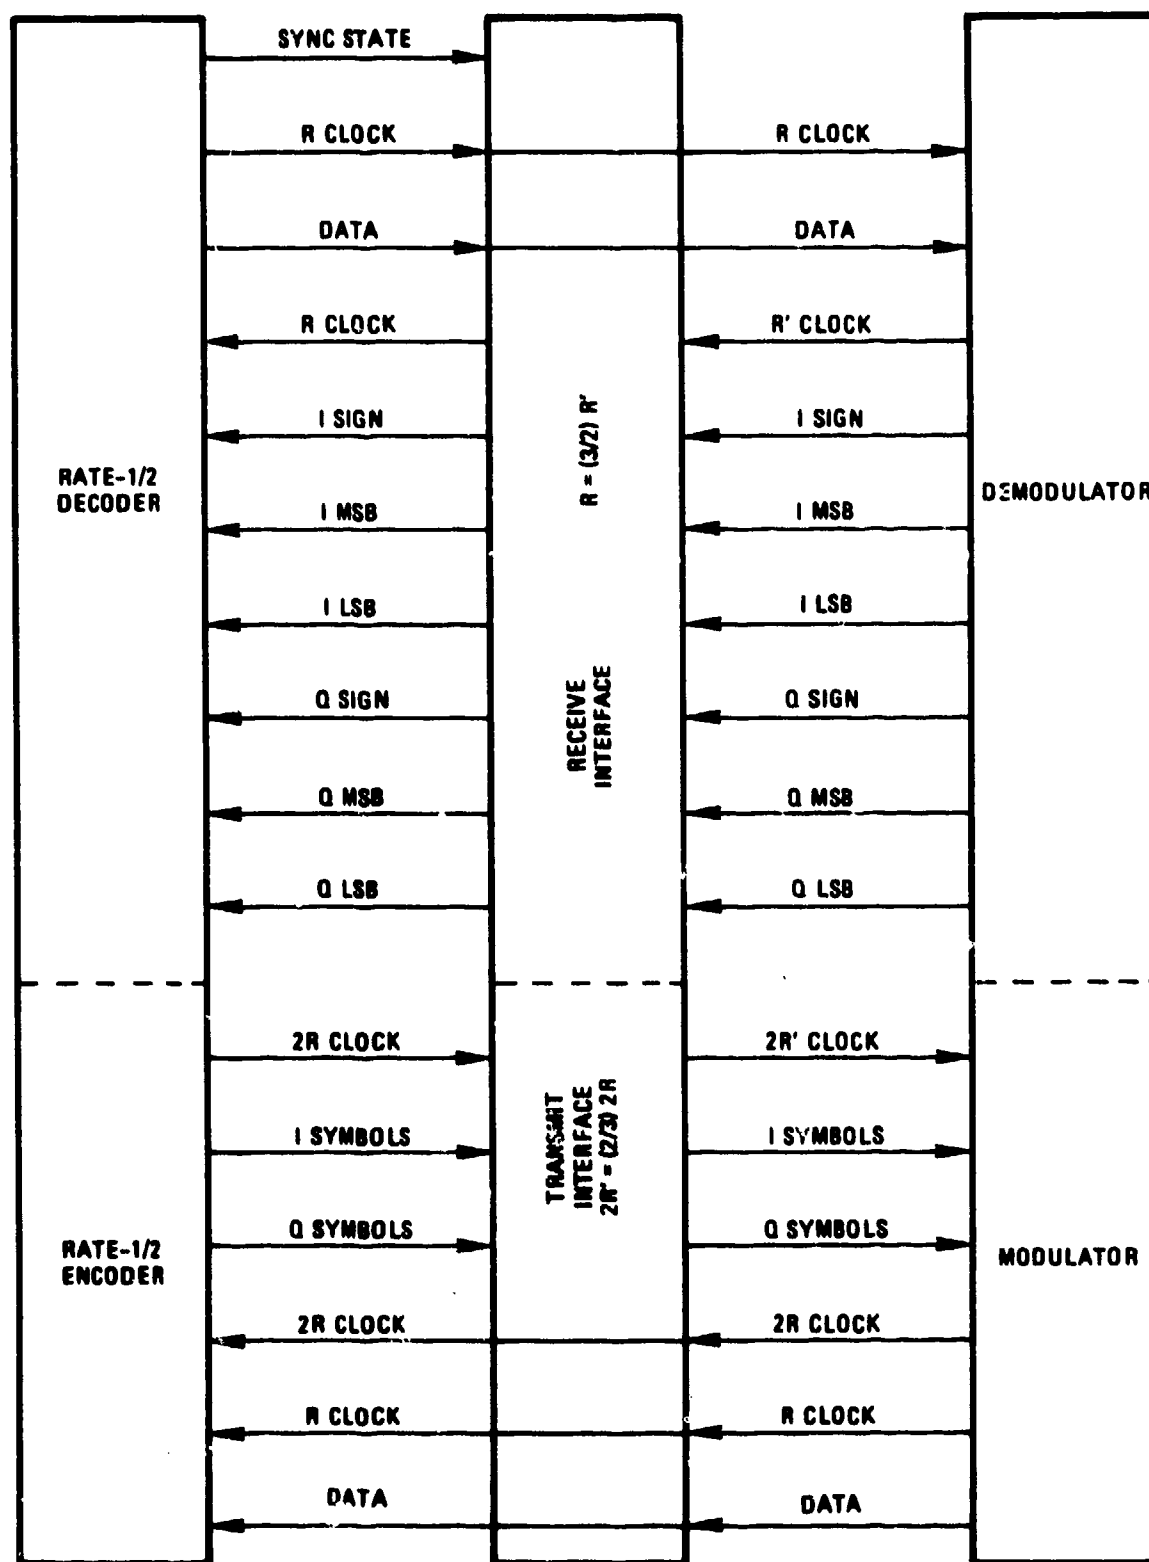 SYNC STATE
R CLOCK
R CLOCK
DATA
DATA
R CLOCK
R' CLOCK
I SIGN
I SIGN
R = (3/2) R'
RATE-1/2
DECODER
DEMODULATOR
I MSB
I MSB
I LSB
I LSB
Q SIGN
Q SIGN
RECEIVE
INTERFACE
Q MSB
Q MSB
Q LSB
Q LSB
2R CLOCK
2R' CLOCK
I SYMBOLS
I SYMBOLS
TRANSMIT
INTERFACE
2R' = (2/3) 2R
Q SYMBOLS
Q SYMBOLS
RATE-1/2
ENCODER
MODULATOR
2R CLOCK
2R CLOCK
R CLOCK
R CLOCK
DATA
DATA